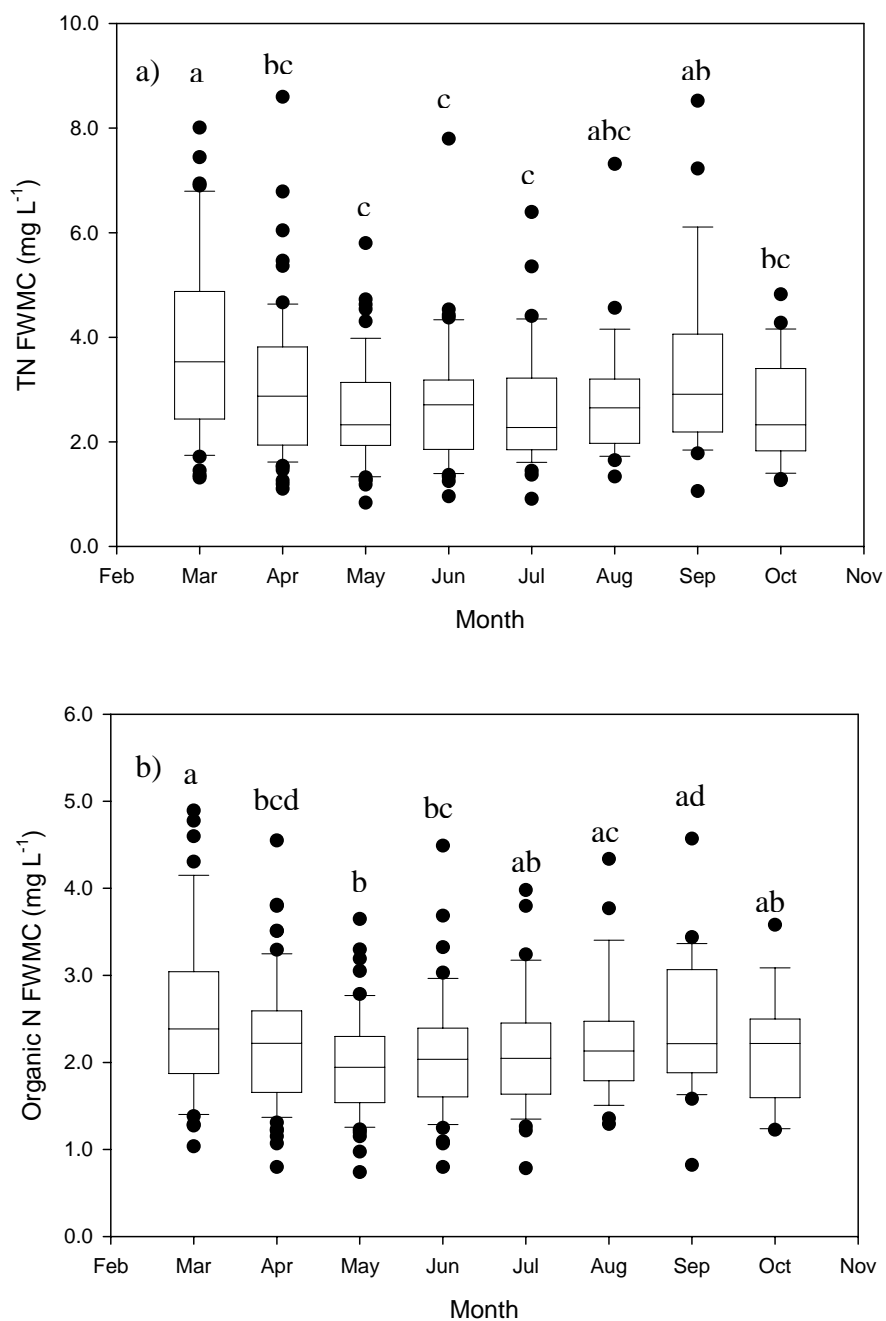 10.0
a)
a
bc
c
c
c
abc
ab
bc
8.0
6.0
4.0
2.0
0.0
TN FWMC (mg L⁻¹)
Feb Mar Apr May Jun Jul Aug Sep Oct Nov
Month
6.0
b)
a
bcd
b
bc
ab
ac
ad
ab
5.0
4.0
3.0
2.0
1.0
0.0
Organic N FWMC (mg L⁻¹)
Feb Mar Apr May Jun Jul Aug Sep Oct Nov
Month